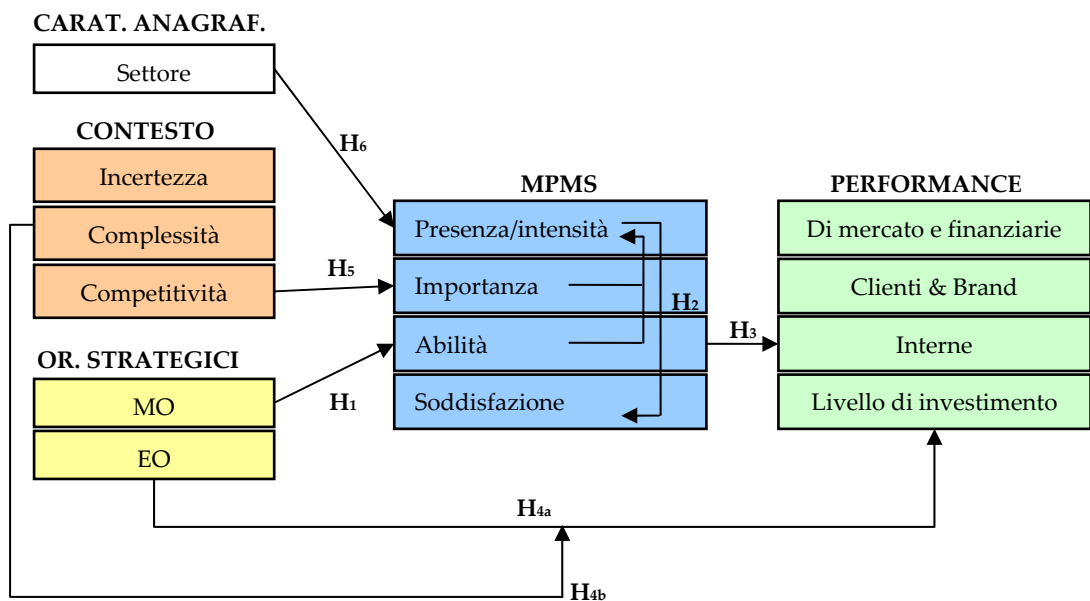 CARAT. ANAGRAF.
Settore
CONTESTO
Incertezza
Complessità
Competitività
OR. STRATEGICI
MO
EO
H6
H5
H1
MPMS
Presenza/intensità
Importanza
Abilità
Soddisfazione
H2
H3
PERFORMANCE
Di mercato e finanziarie
Clienti & Brand
Interne
Livello di investimento
H4a
H4b